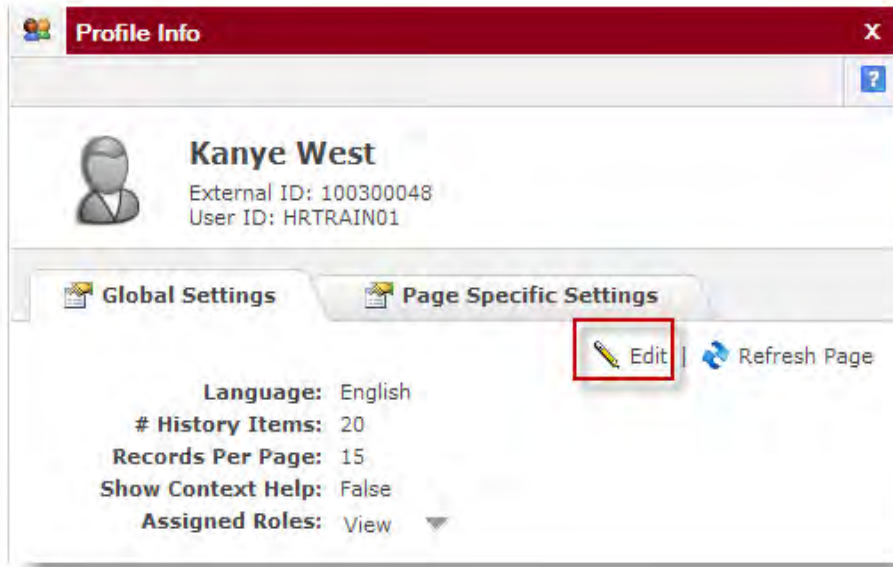 Profile Info X
?
Kanye West
External ID: 100300048
User ID: HRTRAIN01
Global Settings Page Specific Settings
Edit | Refresh Page
Language: English
# History Items: 20
Records Per Page: 15
Show Context Help: False
Assigned Roles: View